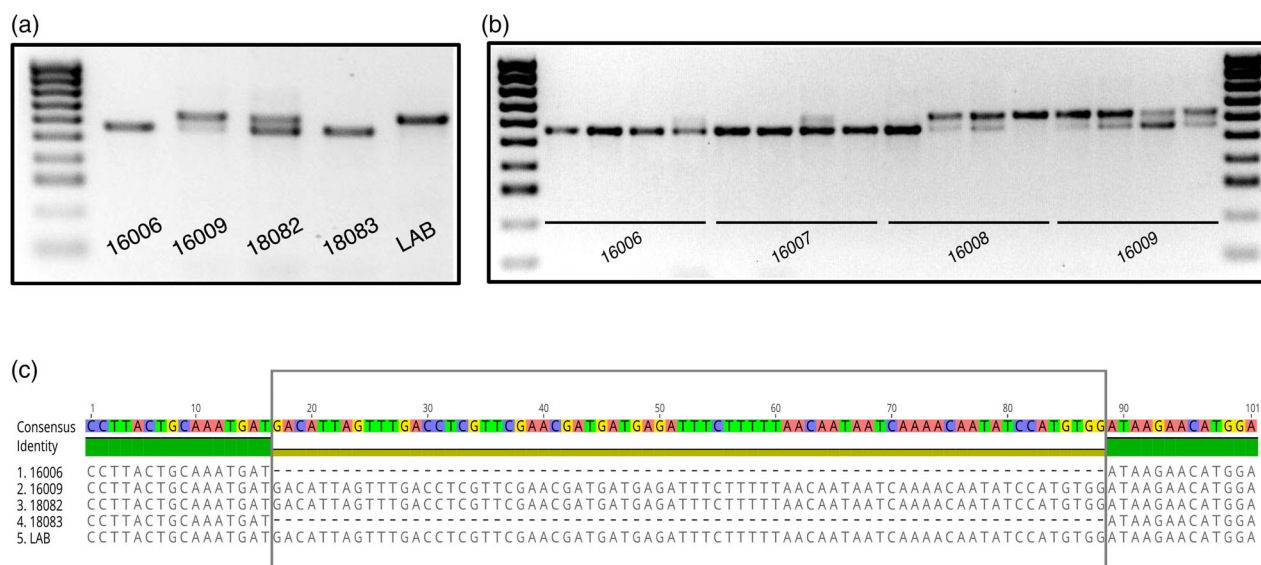 (a)
(b)
16006
16009
18082
18083
LAB
16006
16007
16008
16009
(c)
1 10 20 30 40 50 60 70 80 90 101
Consensus CCTTACTGCAAATGATGACATTAGTTTGACCTCGTTCGAACGATGATGAGATTTCTTTTTAACAATAATCAAAACAATATCCATGTGGATAAGAACATGGA
Identity
1. 16006 CCTTACTGCAAATGAT------------------------------------------------------------------------ATAAGAACATGGA
2. 16009 CCTTACTGCAAATGATGACATTAGTTTGACCTCGTTCGAACGATGATGAGATTTCTTTTTAACAATAATCAAAACAATATCCATGTGGATAAGAACATGGA
3. 18082 CCTTACTGCAAATGATGACATTAGTTTGACCTCGTTCGAACGATGATGAGATTTCTTTTTAACAATAATCAAAACAATATCCATGTGGATAAGAACATGGA
4. 18083 CCTTACTGCAAATGAT------------------------------------------------------------------------ATAAGAACATGGA
5. LAB CCTTACTGCAAATGATGACATTAGTTTGACCTCGTTCGAACGATGATGAGATTTCTTTTTAACAATAATCAAAACAATATCCATGTGGATAAGAACATGGA